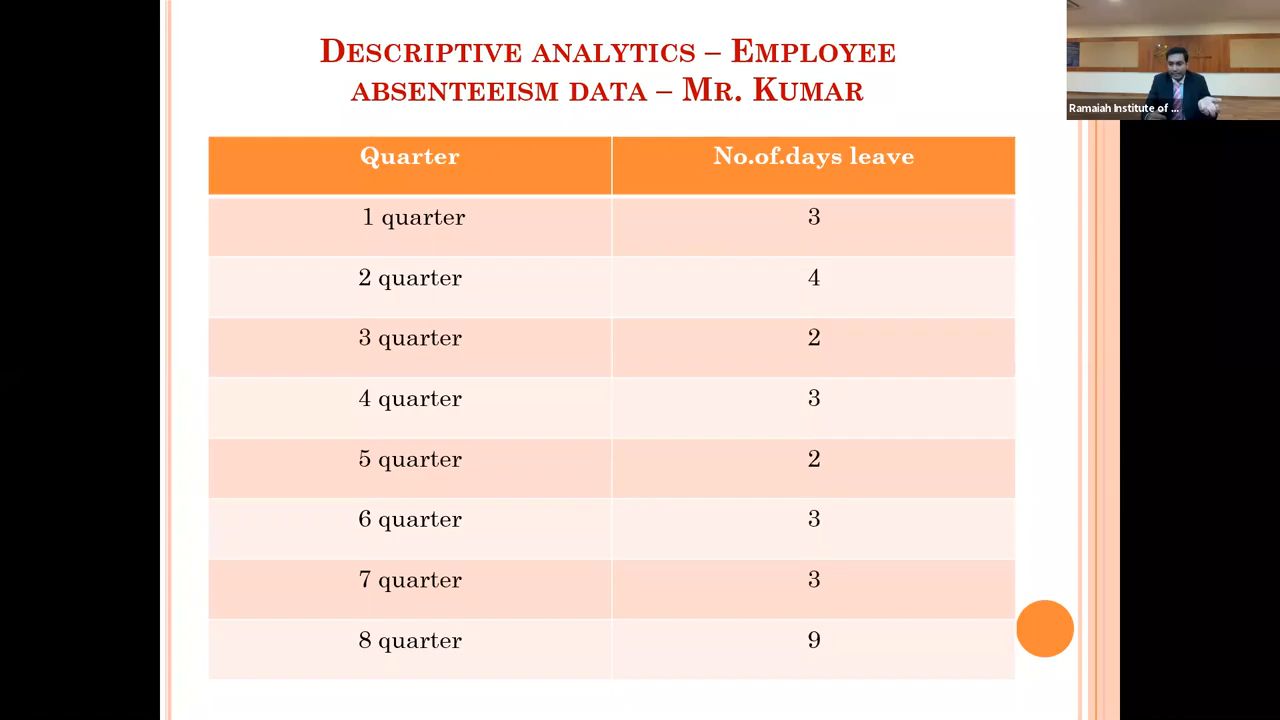 DESCRIPTIVE ANALYTICS – EMPLOYEE
ABSENTEEISM DATA – MR. KUMAR
Ramaiah Institute of ...
Quarter No.of.days leave
1 quarter 3
2 quarter 4
3 quarter 2
4 quarter 3
5 quarter 2
6 quarter 3
7 quarter 3
8 quarter 9